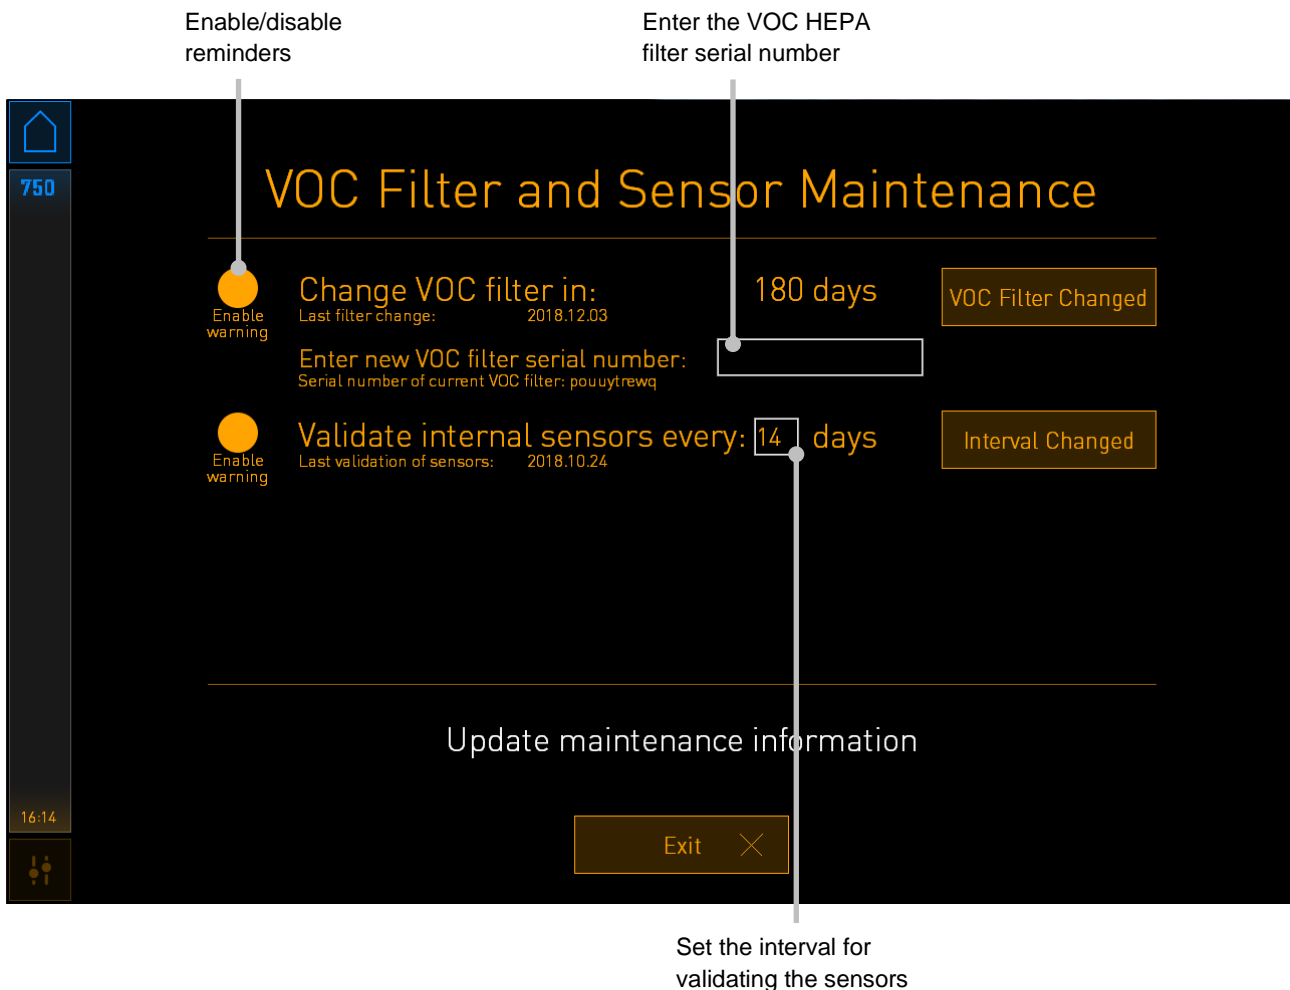 Enable/disable
reminders
Enter the VOC HEPA
filter serial number
750
VOC Filter and Sensor Maintenance
Enable
warning
Change VOC filter in: 180 days
Last filter change: 2018.12.03
VOC Filter Changed
Enter new VOC filter serial number:
Serial number of current VOC filter: pouuytrewq
Enable
warning
Validate internal sensors every: 14 days
Last validation of sensors: 2018.10.24
Interval Changed
Update maintenance information
16:14
Exit
Set the interval for
validating the sensors